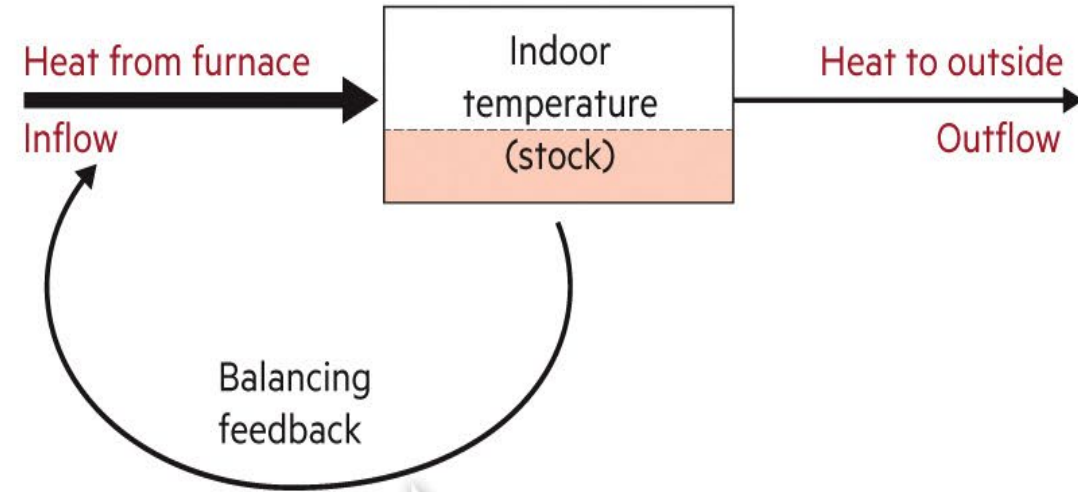 Heat from furnace
Inflow
Indoor
temperature
(stock)
Heat to outside
Outflow
Balancing
feedback